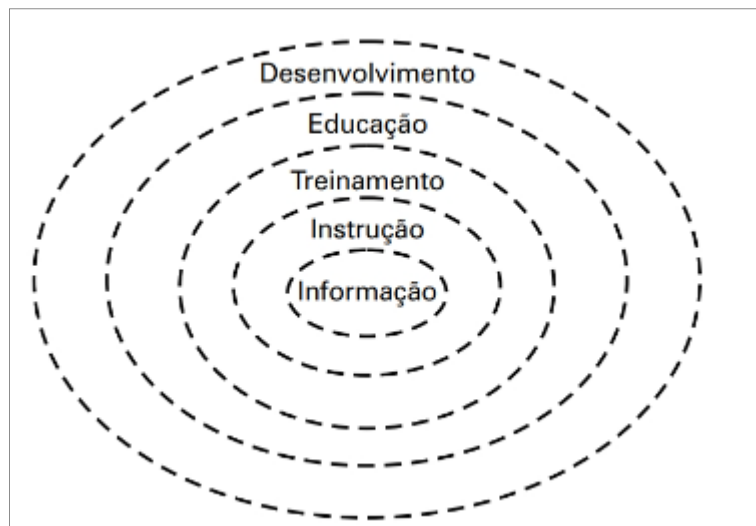 Desenvolvimento
Educação
Treinamento
Instrução
Informação